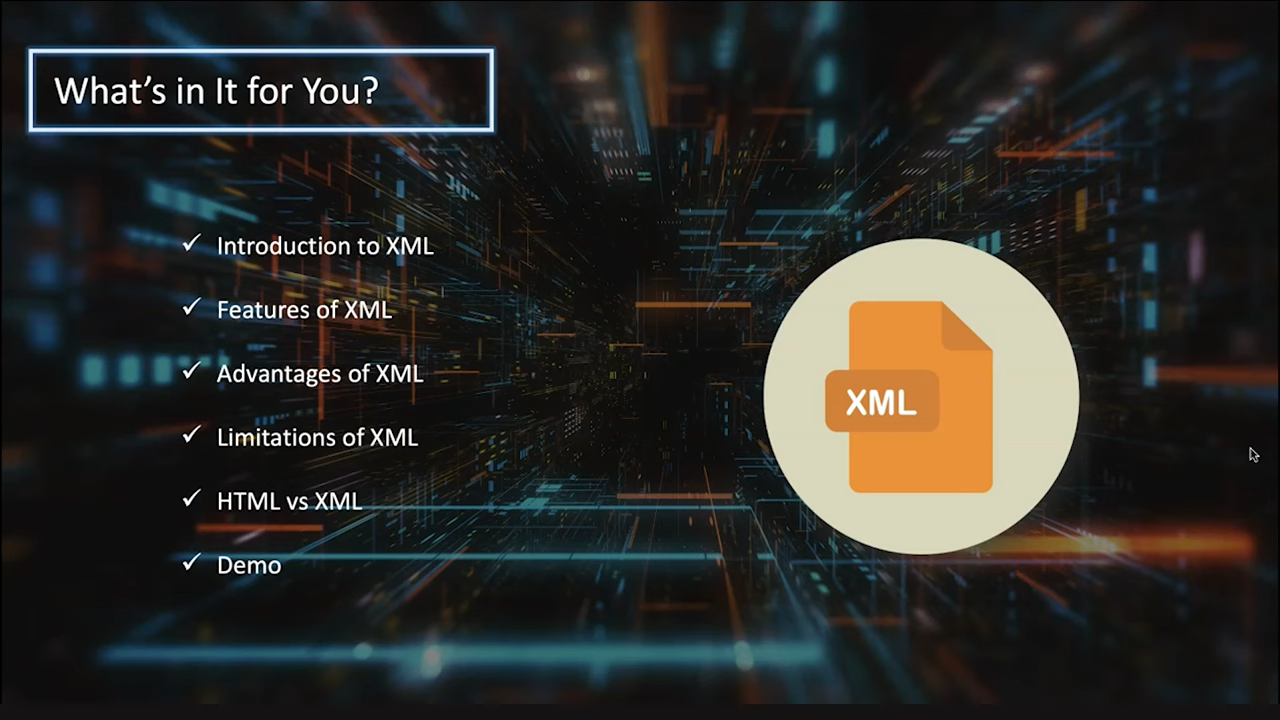 What's in It for You?
✓ Introduction to XML
✓ Features of XML
✓ Advantages of XML
✓ Limitations of XML
✓ HTML vs XML
✓ Demo
XML